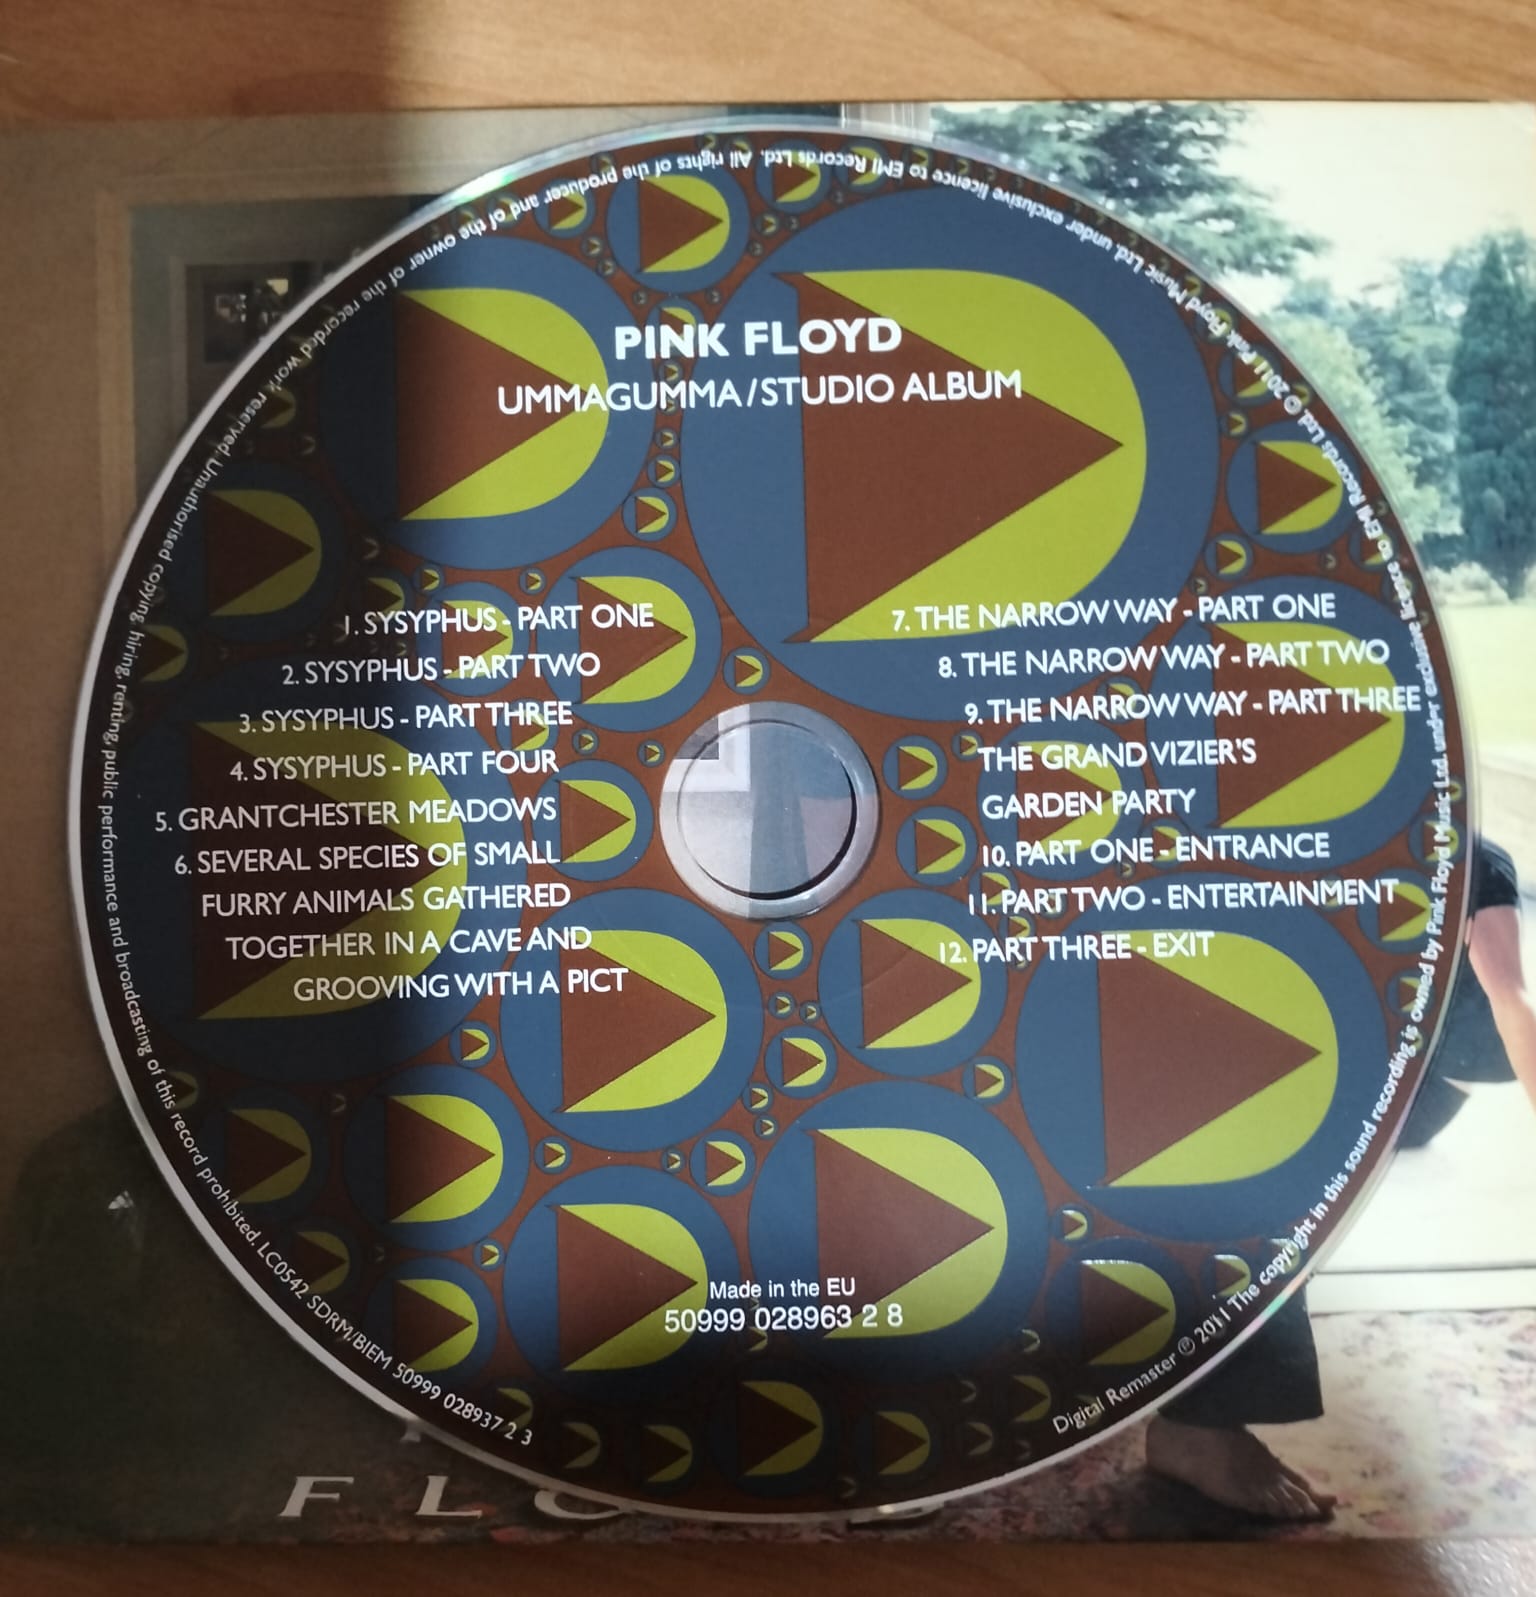 PINK FLOYD
UMMAGUMMA/STUDIO ALBUM
1. SYSYPHUS - PART ONE
2. SYSYPHUS - PART TWO
3. SYSYPHUS - PART THREE
4. SYSYPHUS - PART FOUR
5. GRANTCHESTER MEADOWS
6. SEVERAL SPECIES OF SMALL
FURRY ANIMALS GATHERED
TOGETHER IN A CAVE AND
GROOVING WITH A PICT
7. THE NARROW WAY - PART ONE
8. THE NARROW WAY - PART TWO
9. THE NARROW WAY - PART THREE
THE GRAND VIZIER'S
GARDEN PARTY
10. PART ONE - ENTRANCE
11. PART TWO - ENTERTAINMENT
12. PART THREE - EXIT
Made in the EU
50999 028963 2 8
Digital Remaster ℗ 2011 The copyright in this sound recording is owned by Pink Floyd Music Ltd. under exclusive licence to EMI Records Ltd. © 2011 Pink Floyd Music Ltd. under exclusive licence to EMI Records Ltd. All rights of the producer and of the owner of the recorded work reserved. Unauthorised copying, hiring, renting, public performance and broadcasting of this record prohibited. LC0542 SDRM/BIEM 50999 028937 2 3
F L